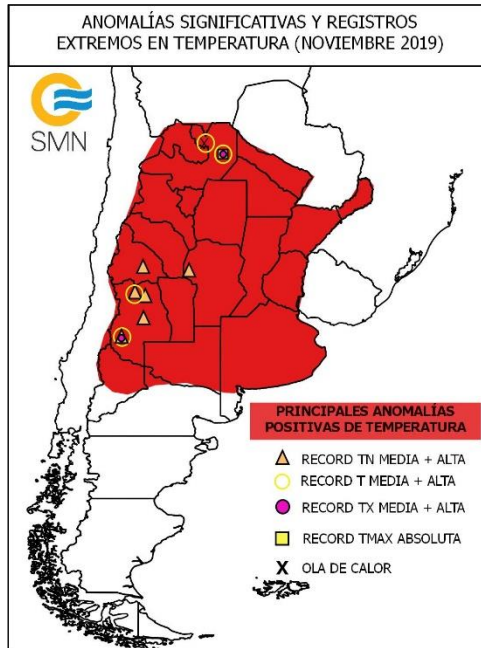 ANOMALÍAS SIGNIFICATIVAS Y REGISTROS
EXTREMOS EN TEMPERATURA (NOVIEMBRE 2019)
SMN
PRINCIPALES ANOMALÍAS
POSITIVAS DE TEMPERATURA
RECORD TN MEDIA + ALTA
RECORD T MEDIA + ALTA
RECORD TX MEDIA + ALTA
RECORD TMAX ABSOLUTA
X OLA DE CALOR